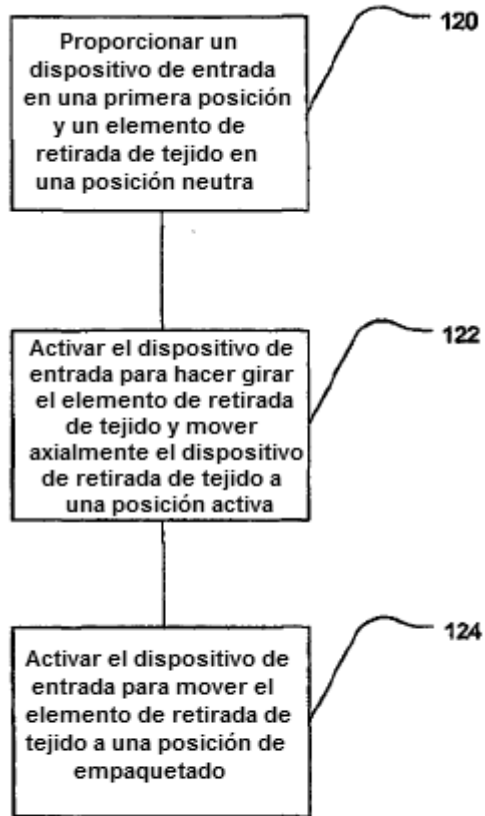 Proporcionar un
dispositivo de entrada
en una primera posición
y un elemento de
retirada de tejido en
una posición neutra
120
Activar el dispositivo de
entrada para hacer girar
el elemento de retirada
de tejido y mover
axialmente el dispositivo
de retirada de tejido a
una posición activa
122
Activar el dispositivo de
entrada para mover el
elemento de retirada de
tejido a una posición de
empaquetado
124